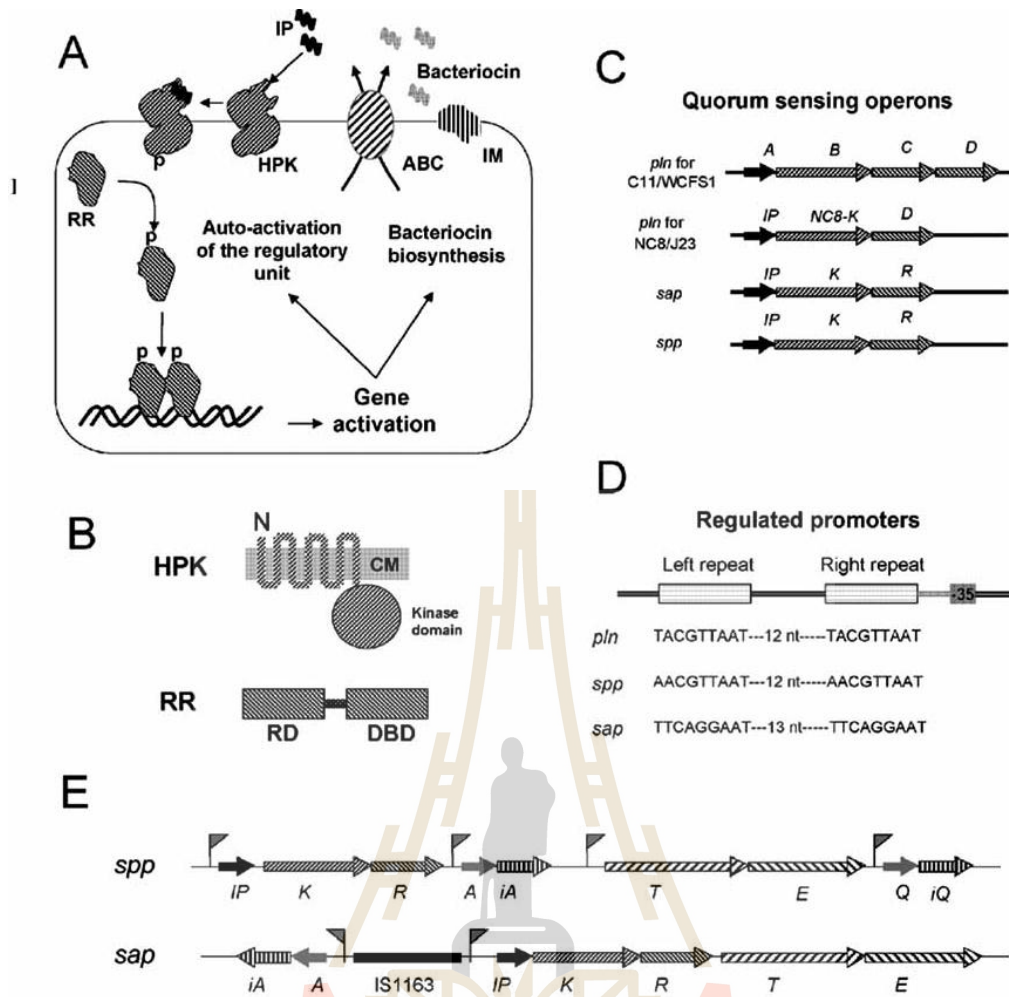 A
IP
Bacteriocin
HPK
ABC
IM
p
RR
p
Auto-activation
of the regulatory
unit
Bacteriocin
biosynthesis
p p
Gene
activation
B
N
HPK
CM
Kinase
domain
RR
RD DBD
C
Quorum sensing operons
A B C D
pln for
C11/WCFS1
IP NC8-K D
pln for
NC8/J23
IP K R
sap
IP K R
spp
D
Regulated promoters
Left repeat Right repeat
-35
pln TACGTTAAT---12 nt-----TACGTTAAT
spp AACGTTAAT---12 nt-----AACGTTAAT
sap TTCAGGAAT---13 nt-----TTCAGGAAT
E
spp
IP K R A iA T E Q iQ
sap
iA A IS1163 IP K R T E